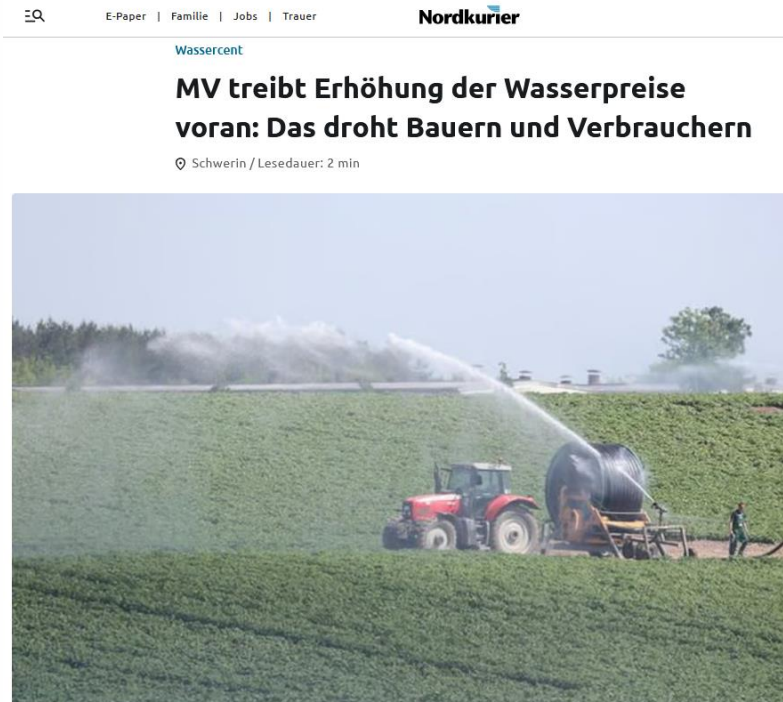 E-Paper | Familie | Jobs | Trauer
Nordkurier
Wassercent
MV treibt Erhöhung der Wasserpreise
voran: Das droht Bauern und Verbrauchern
Schwerin / Lesedauer: 2 min